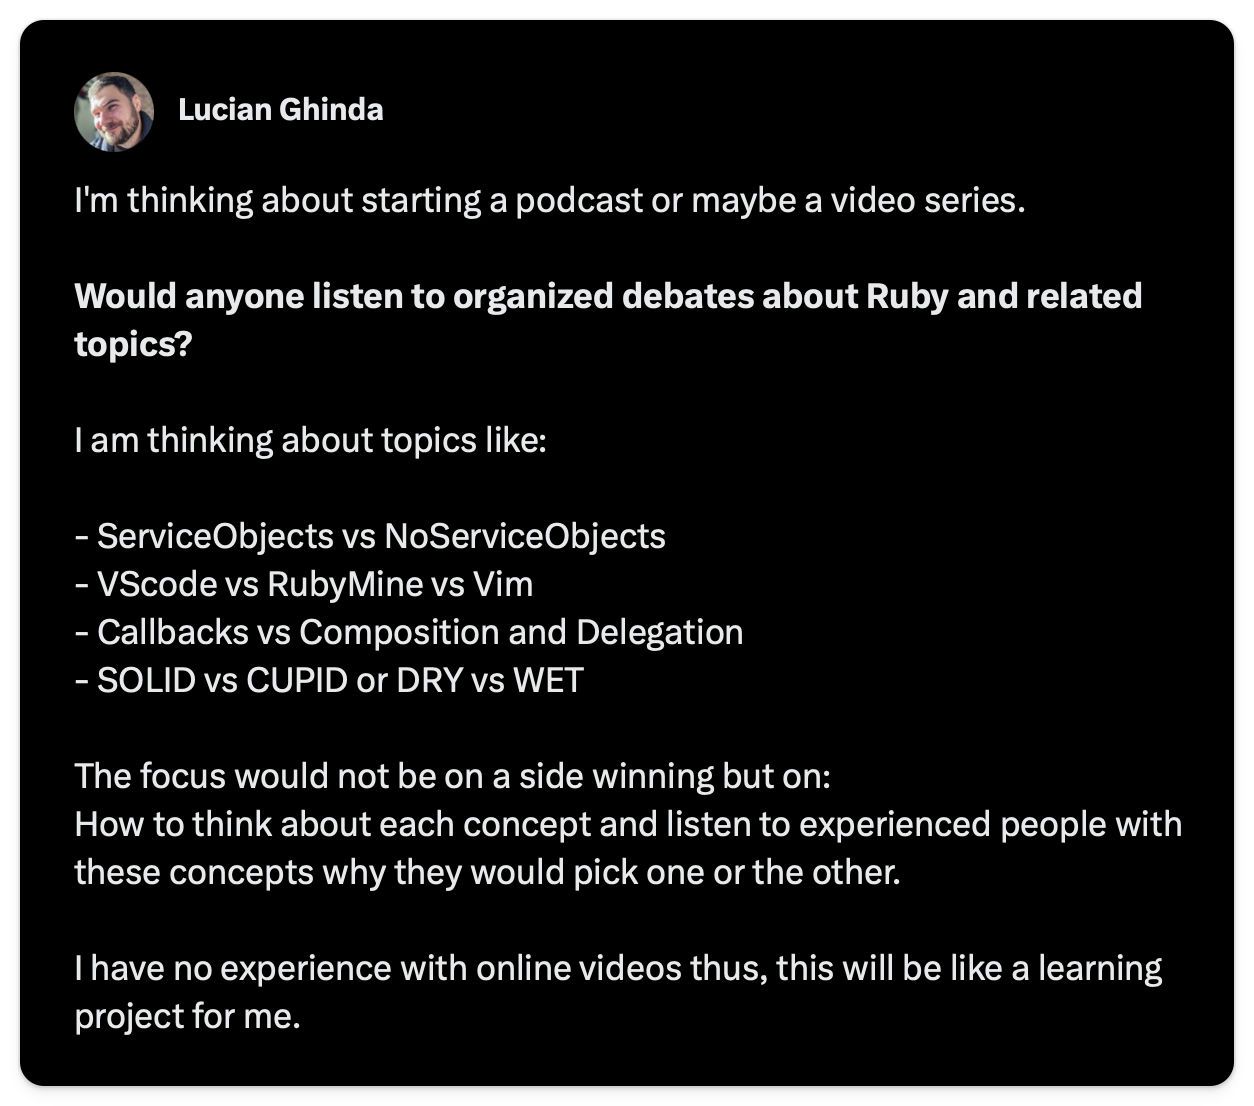 Lucian Ghinda
I'm thinking about starting a podcast or maybe a video series.
Would anyone listen to organized debates about Ruby and related
topics?
I am thinking about topics like:
- ServiceObjects vs NoServiceObjects
- VScode vs RubyMine vs Vim
- Callbacks vs Composition and Delegation
- SOLID vs CUPID or DRY vs WET
The focus would not be on a side winning but on:
How to think about each concept and listen to experienced people with
these concepts why they would pick one or the other.
I have no experience with online videos thus, this will be like a learning
project for me.